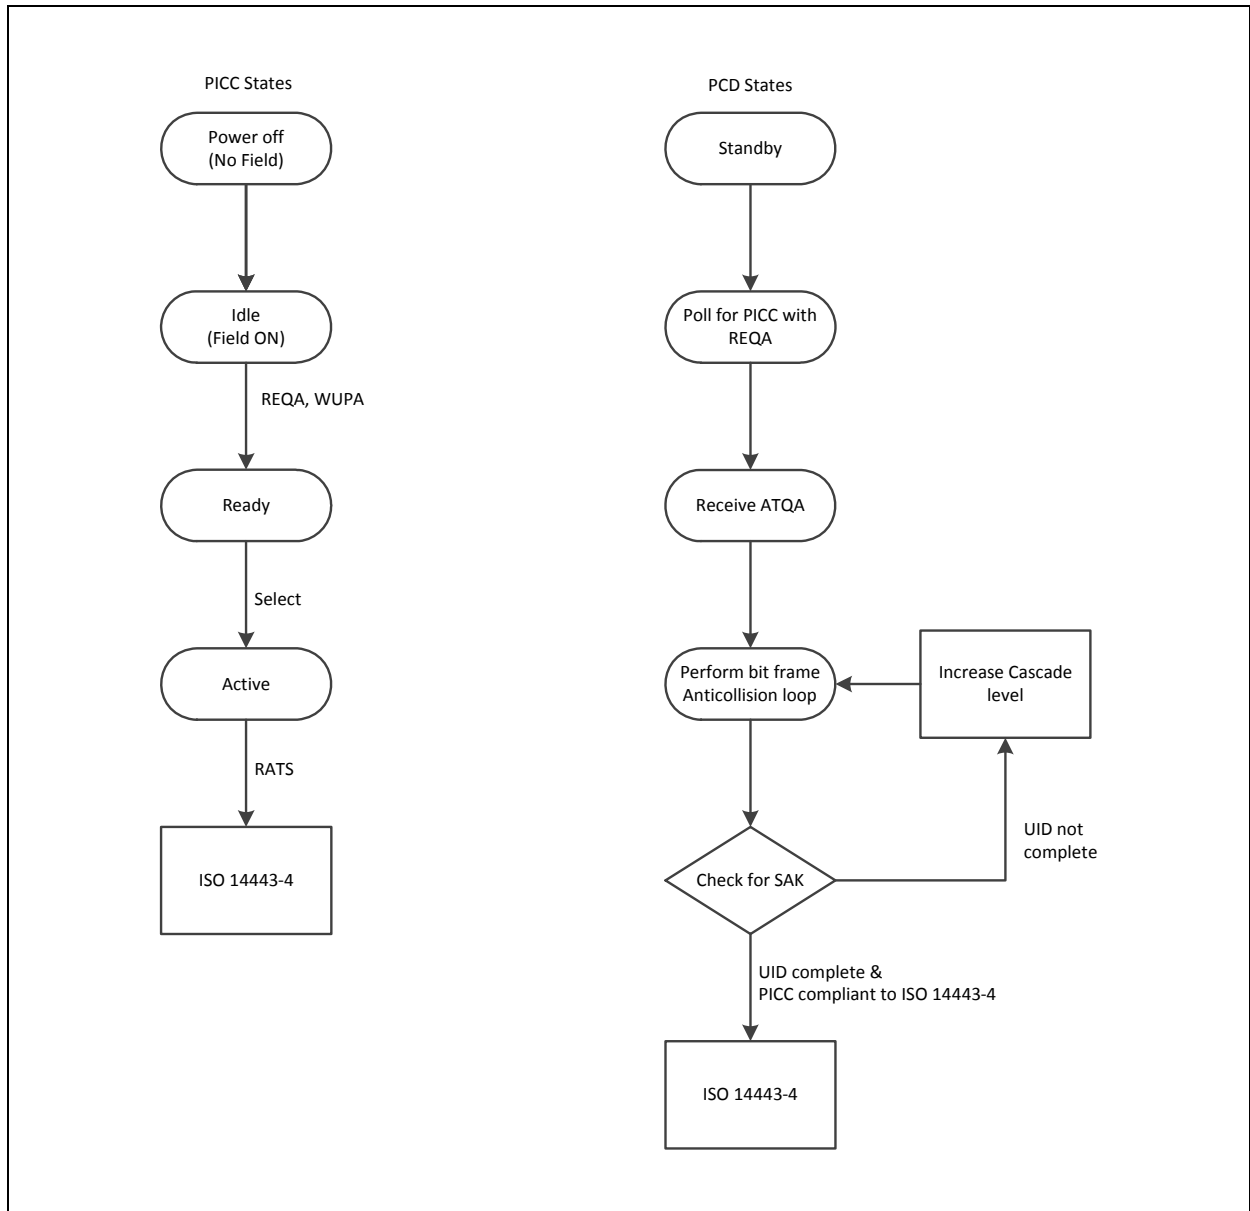 PICC States
Power off
(No Field)
Idle
(Field ON)
REQA, WUPA
Ready
Select
Active
RATS
ISO 14443-4
PCD States
Standby
Poll for PICC with
REQA
Receive ATQA
Perform bit frame
Anticollision loop
Increase Cascade
level
UID not
complete
Check for SAK
UID complete &
PICC compliant to ISO 14443-4
ISO 14443-4